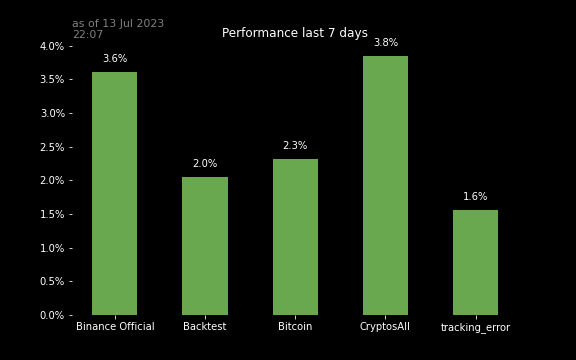 as of 13 Jul 2023
22:07
Performance last 7 days
4.0%
3.5%
3.0%
2.5%
2.0%
1.5%
1.0%
0.5%
0.0%
3.6%
2.0%
2.3%
3.8%
1.6%
Binance Official
Backtest
Bitcoin
CryptosAll
tracking_error